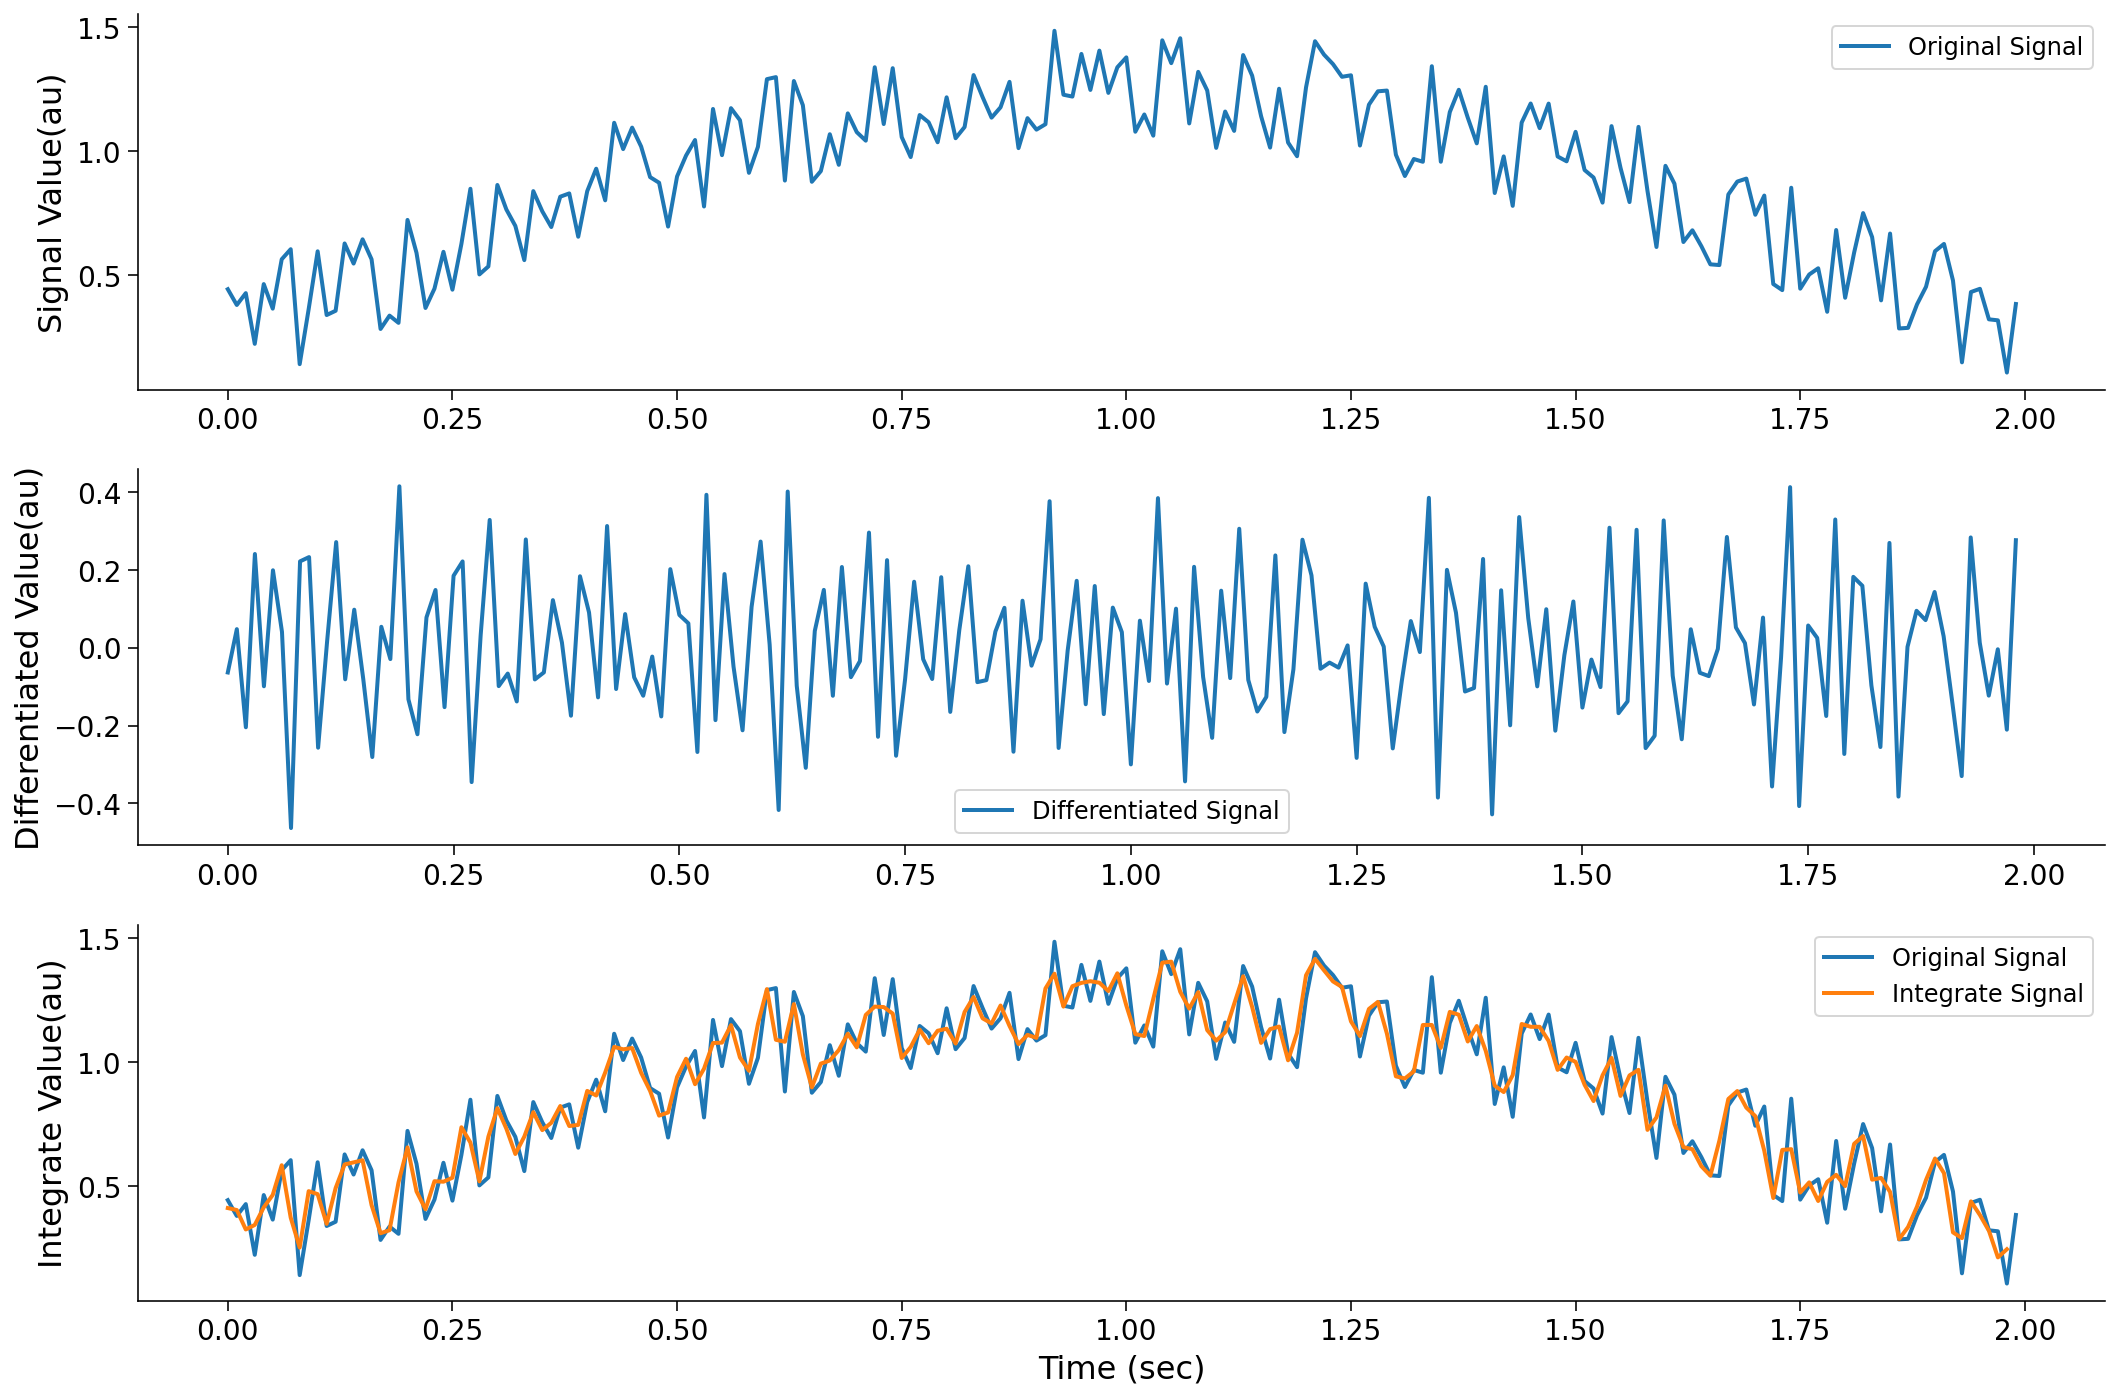 Signal Value(au)
1.5
1.0
0.5
Original Signal
0.00 0.25 0.50 0.75 1.00 1.25 1.50 1.75 2.00
Differentiated Value(au)
0.4
0.2
0.0
−0.2
−0.4
Differentiated Signal
0.00 0.25 0.50 0.75 1.00 1.25 1.50 1.75 2.00
Integrate Value(au)
1.5
1.0
0.5
Original Signal
Integrate Signal
0.00 0.25 0.50 0.75 1.00 1.25 1.50 1.75 2.00
Time (sec)